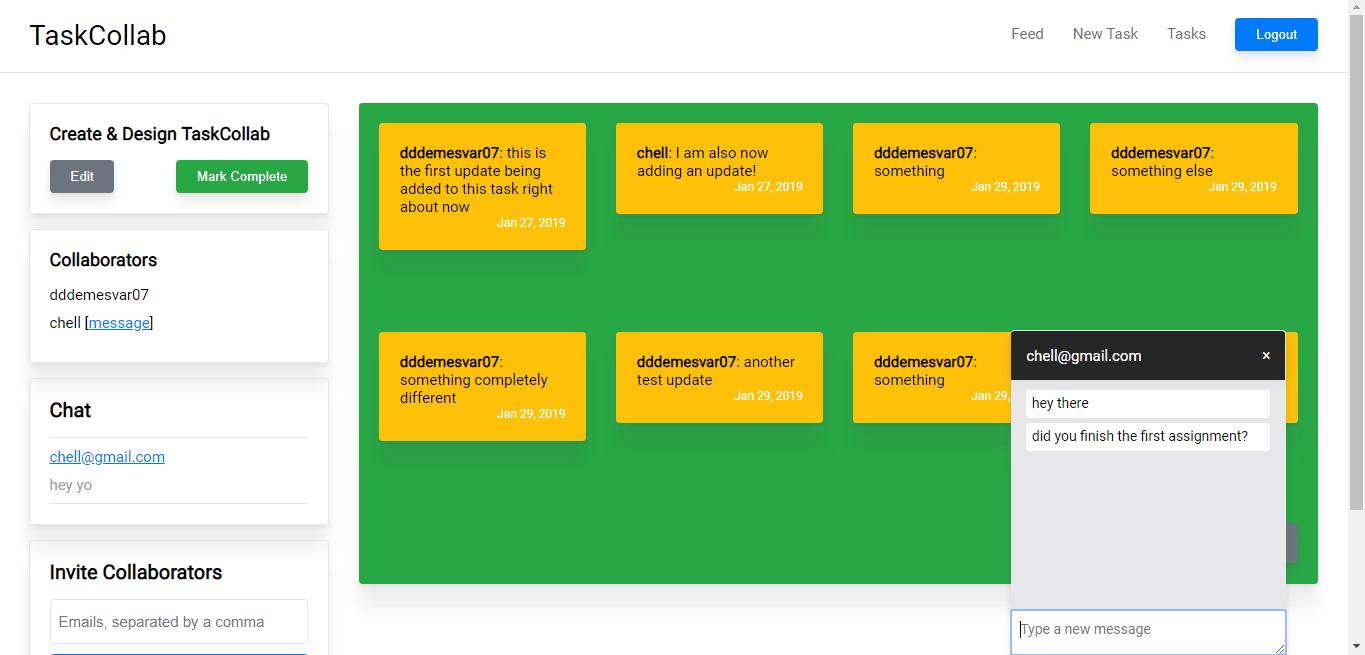 TaskCollab
Feed
New Task
Tasks
Logout
Create & Design TaskCollab
Edit
Mark Complete
Collaborators
dddemesvar07
chell [message]
Chat
chell@gmail.com
hey yo
Invite Collaborators
Emails, separated by a comma
dddemesvar07: this is
the first update being
added to this task right
about now
Jan 27, 2019
chell: I am also now
adding an update!
Jan 27, 2019
dddemesvar07:
something
Jan 29, 2019
dddemesvar07:
something else
Jan 29, 2019
dddemesvar07:
something completely
different
Jan 29, 2019
dddemesvar07: another
test update
Jan 29, 2019
dddemesvar07:
something
Jan 29,
chell@gmail.com ×
hey there
did you finish the first assignment?
Type a new message